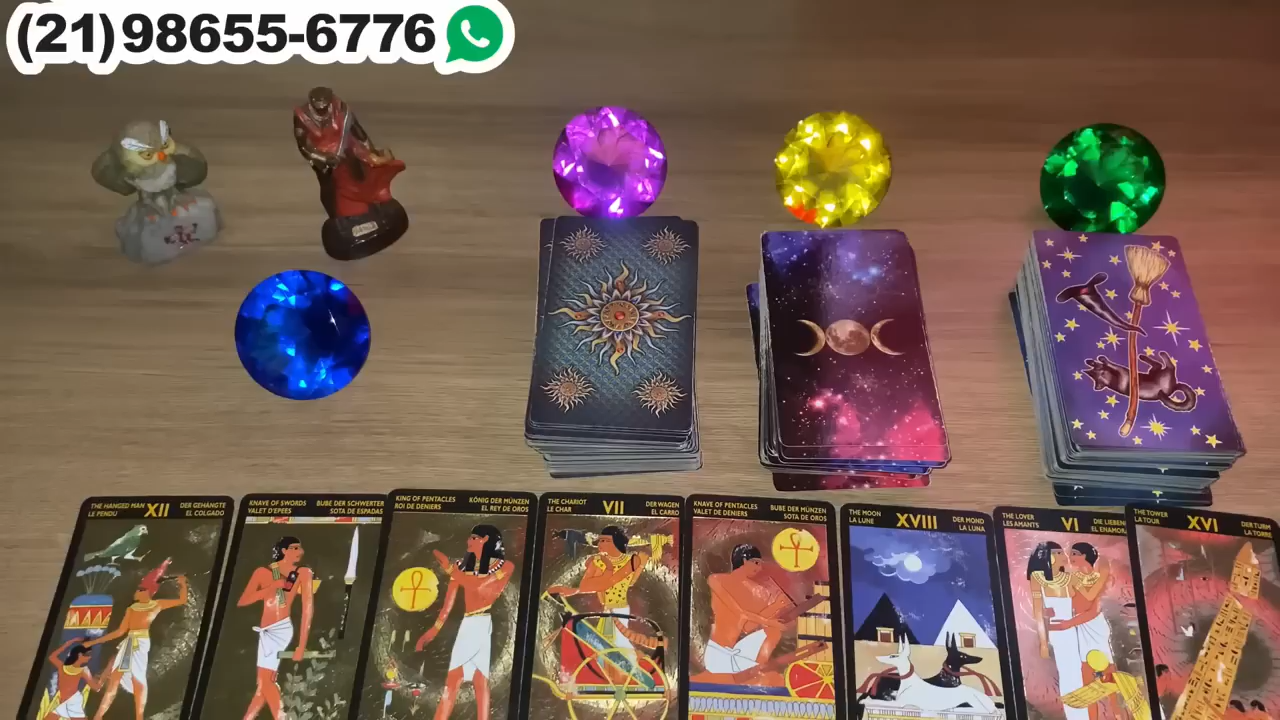 (21)98655-6776
THE HANGED MAN XII DER GEHÄNGTE
LE PENDU EL COLGADO
KNAVE OF SWORDS BUBE DER SCHWERTER
VALET D'EPEES SOTA DE ESPADAS
KING OF PENTACLES KÖNIG DER MÜNZEN
ROI DE DENIERS EL REY DE OROS
THE CHARIOT VII DER WAGEN
LE CHAR EL CARRO
KNAVE OF PENTACLES BUBE DER MÜNZEN
VALET DE DENIERS SOTA DE OROS
THE MOON XVIII DER MOND
LA LUNE LA LUNA
THE LOVER VI DIE LIEBEN
LES AMANTS EL ENAMOR
THE TOWER XVI DER TURM
LA TOUR LA TORRE